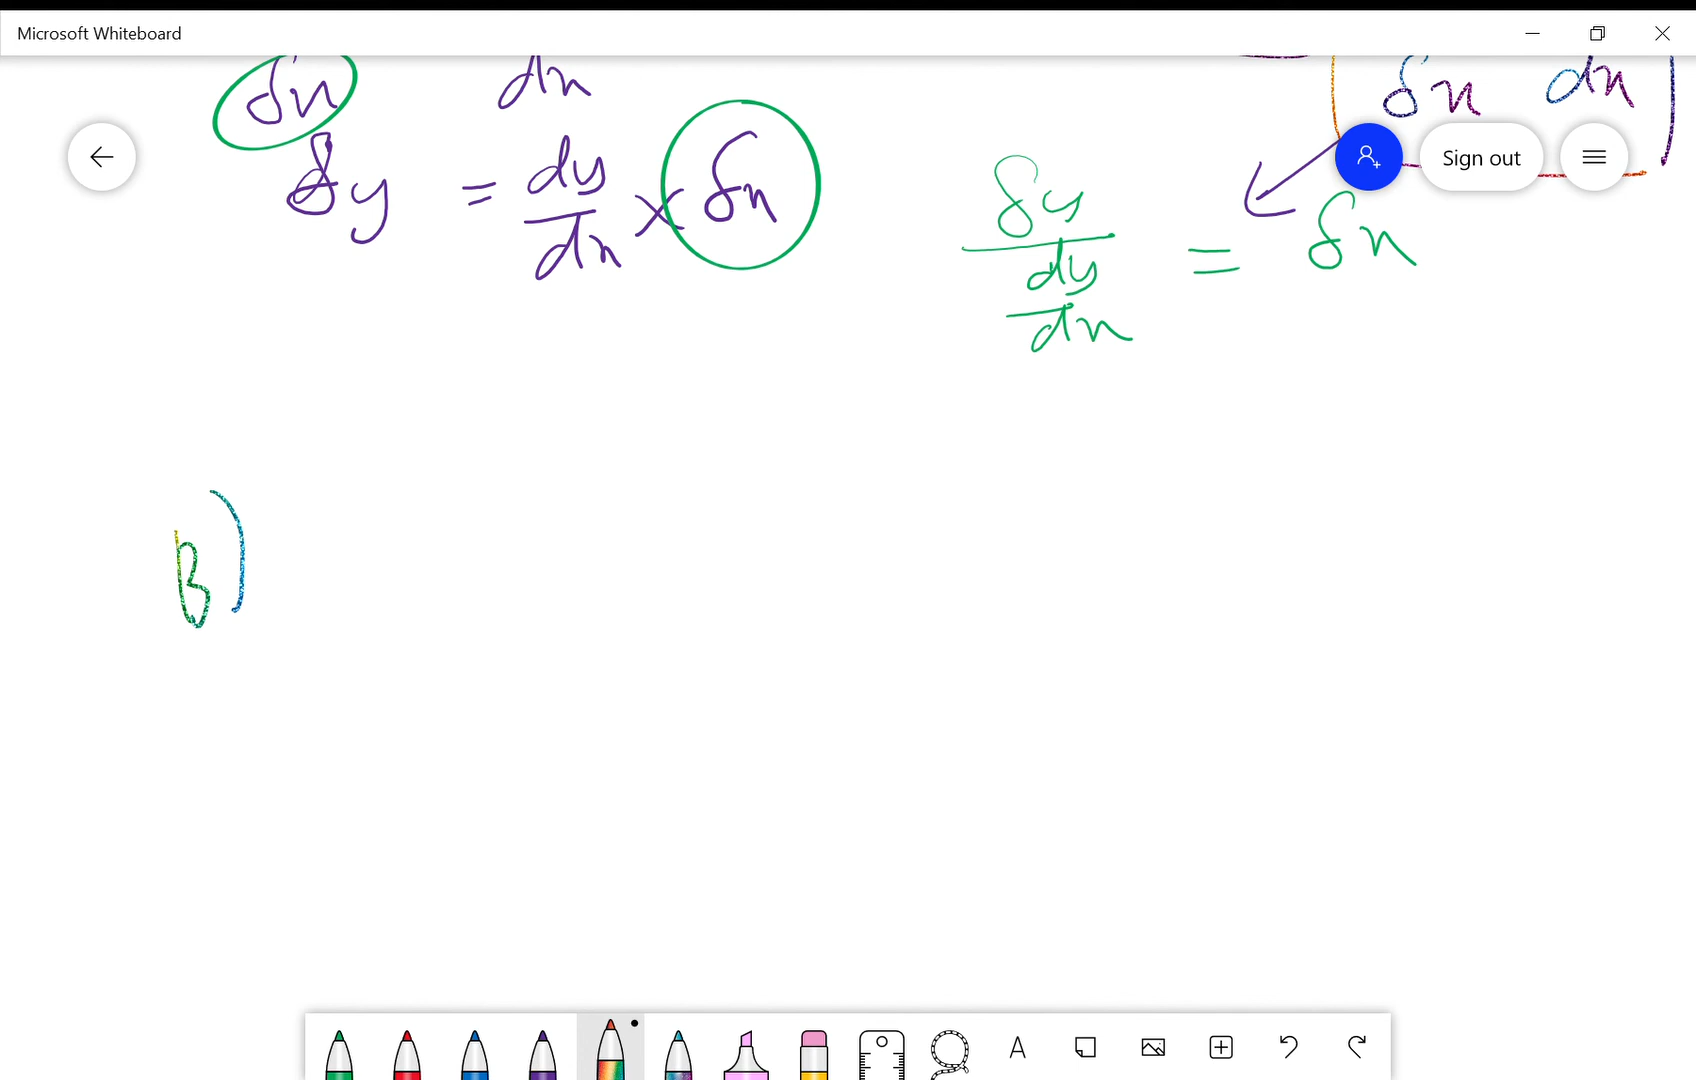 Microsoft Whiteboard
δx dx
δx dx
Sign out
δy = dy/dx × δx
δy/(dy/dx) = δx
B)
A